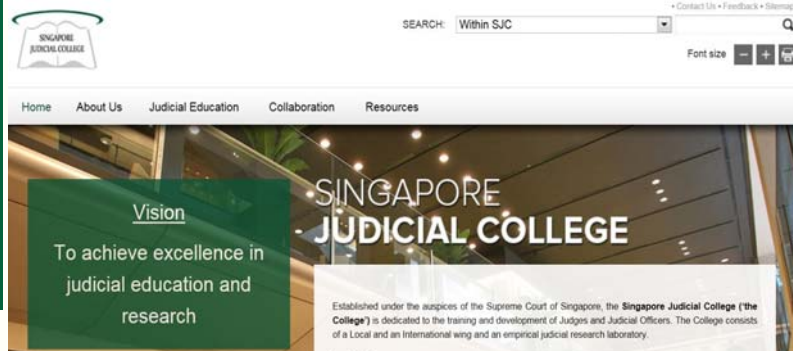 • Contact Us • Feedback • Sitemap
SEARCH: Within SJC
SINGAPORE
JUDICIAL COLLEGE
Font size - +
Home About Us Judicial Education Collaboration Resources
SINGAPORE
JUDICIAL COLLEGE
Vision
To achieve excellence in
judicial education and
research
Established under the auspices of the Supreme Court of Singapore, the Singapore Judicial College ('the
College') is dedicated to the training and development of Judges and Judicial Officers. The College consists
of a Local and an International wing and an empirical judicial research laboratory.